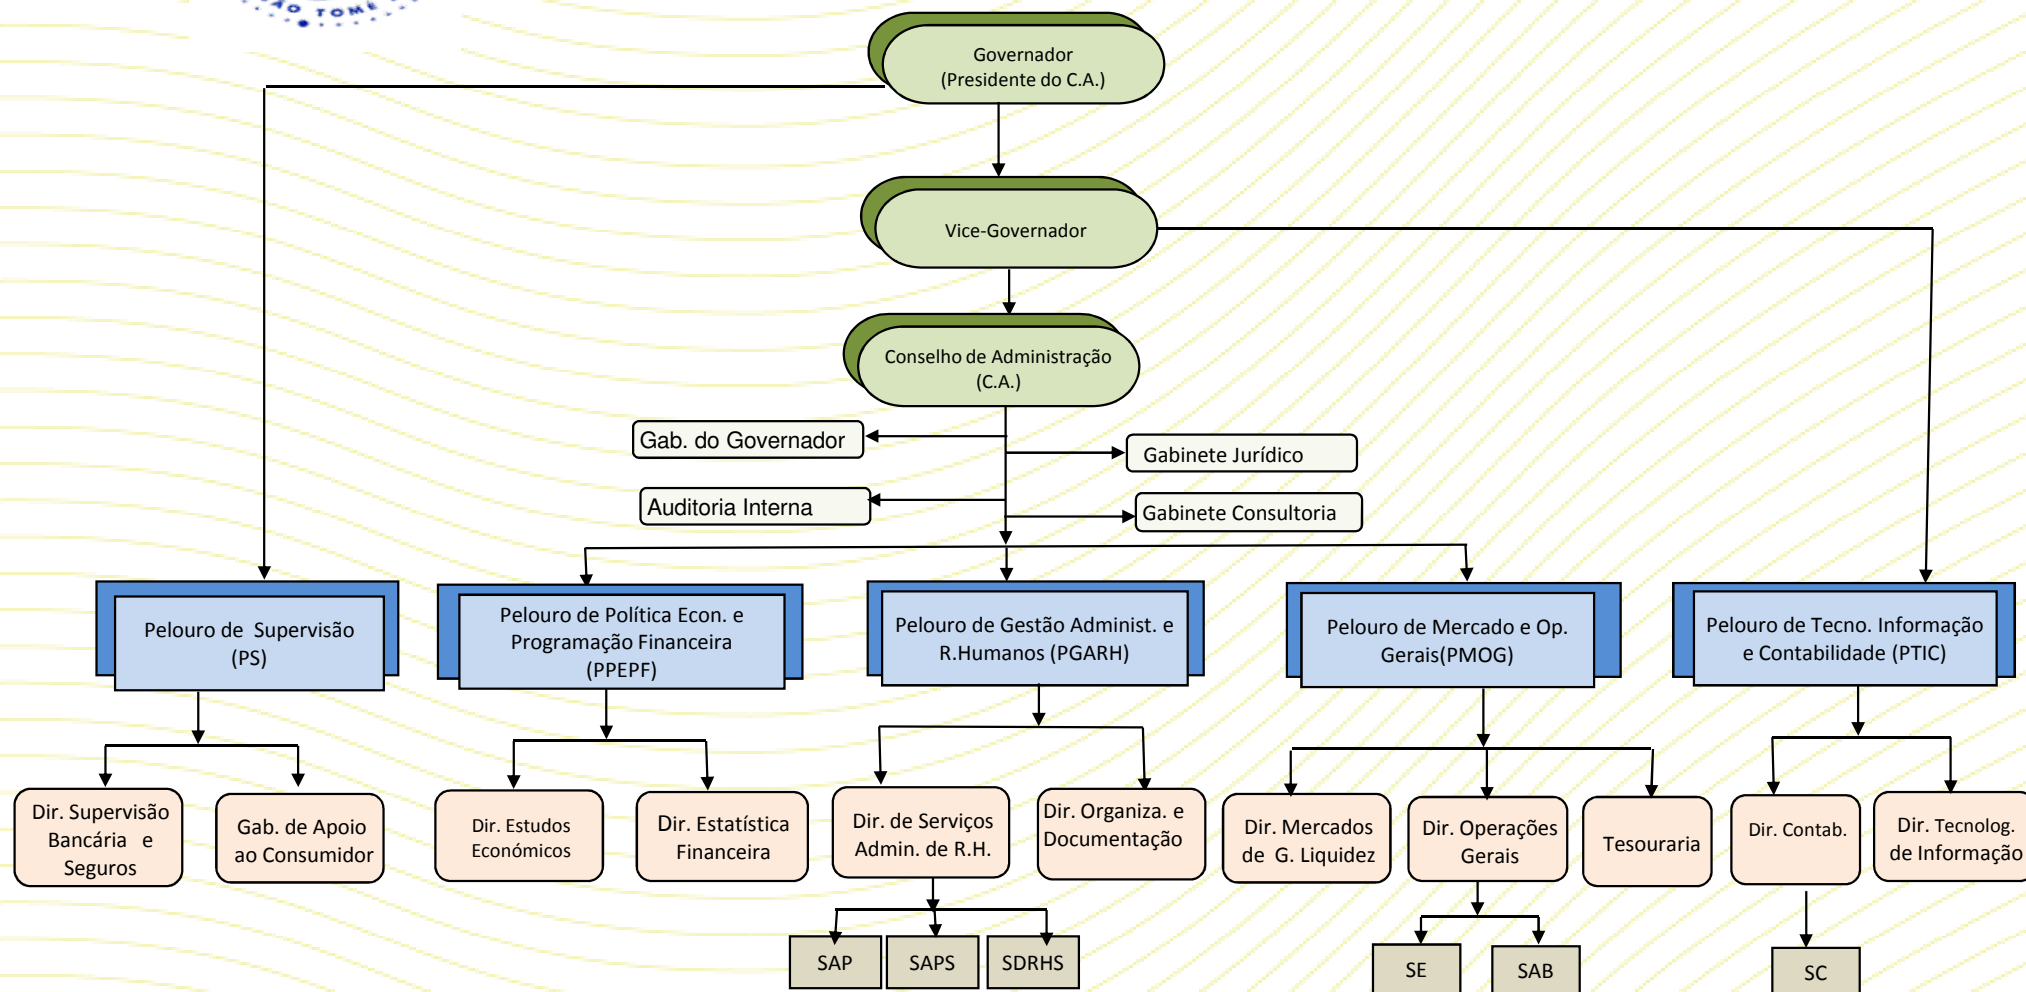 ÃO TOMÉ
Governador
(Presidente do C.A.)
Vice-Governador
Conselho de Administração
(C.A.)
Gab. do Governador
Gabinete Jurídico
Auditoria Interna
Gabinete Consultoria
Pelouro de Supervisão
(PS)
Pelouro de Política Econ. e
Programação Financeira
(PPEPF)
Pelouro de Gestão Administ. e
R.Humanos (PGARH)
Pelouro de Mercado e Op.
Gerais(PMOG)
Pelouro de Tecno. Informação
e Contabilidade (PTIC)
Dir. Supervisão
Bancária e
Seguros
Gab. de Apoio
ao Consumidor
Dir. Estudos
Económicos
Dir. Estatística
Financeira
Dir. de Serviços
Admin. de R.H.
Dir. Organiza. e
Documentação
Dir. Mercados
de G. Liquidez
Dir. Operações
Gerais
Tesouraria
Dir. Contab.
Dir. Tecnolog.
de Informação
SAP
SAPS
SDRHS
SE
SAB
SC